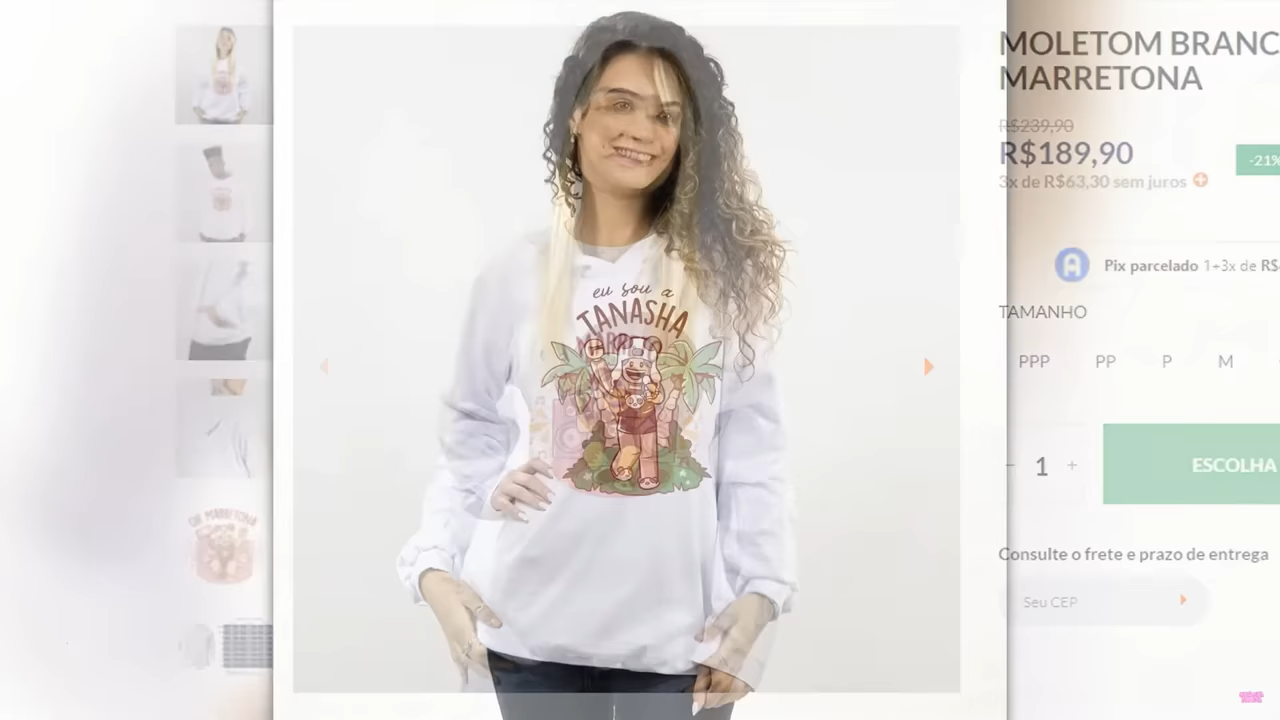 MOLETOM BRANC
MARRETONA
R$239,90
R$189,90
-21%
3x de R$63,30 sem juros
Pix parcelado 1+3x de R$
TAMANHO
PPP PP P M
- 1 +
ESCOLHA
Consulte o frete e prazo de entrega
Seu CEP
eu sou a
TANASHA